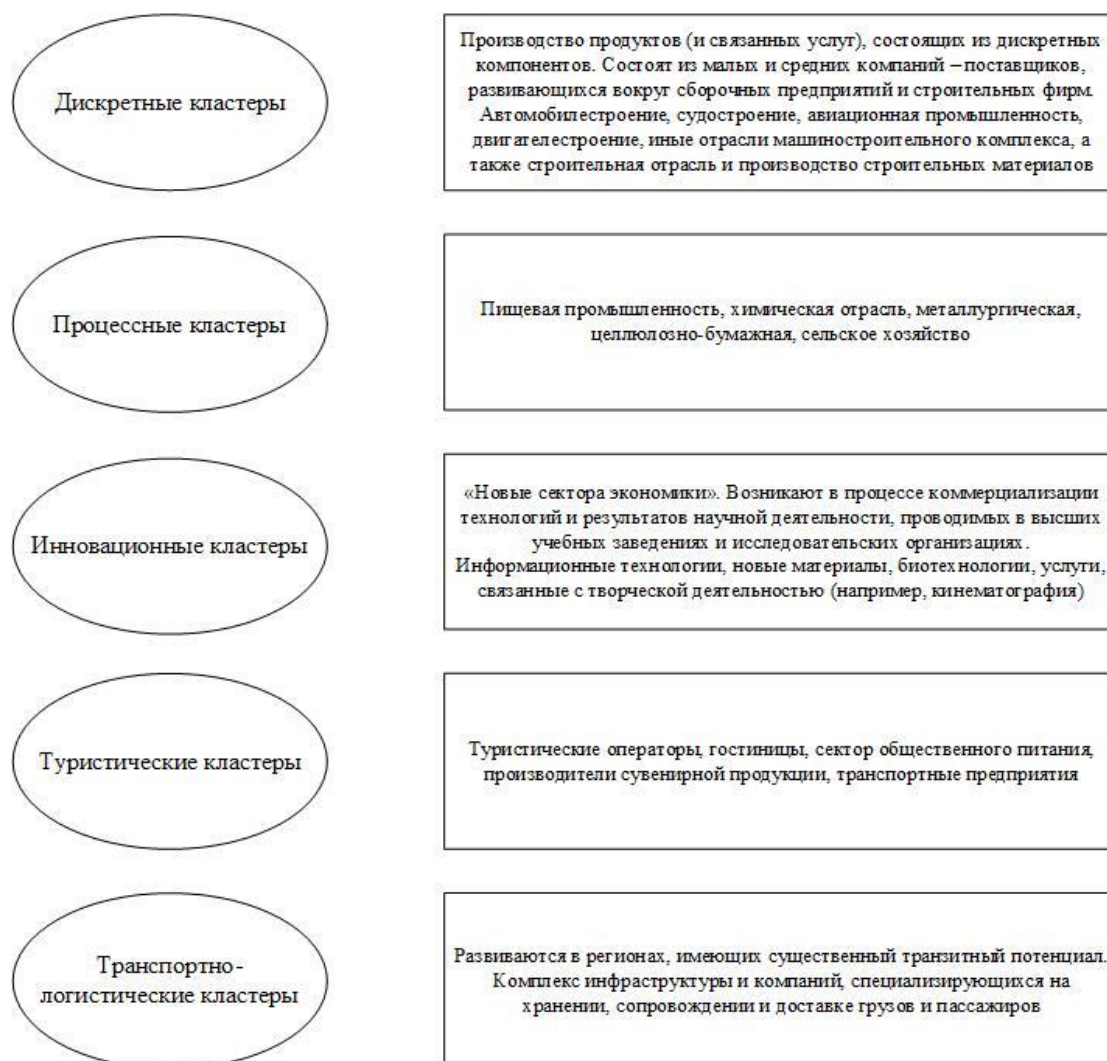 Дискретные кластеры
Производство продуктов (и связанных услуг), состоящих из дискретных
компонентов. Состоят из малых и средних компаний – поставщиков,
развивающихся вокруг сборочных предприятий и строительных фирм.
Автомобилестроение, судостроение, авиационная промышленность,
двигателестроение, иные отрасли машиностроительного комплекса, а
также строительная отрасль и производство строительных материалов
Процессные кластеры
Пищевая промышленность, химическая отрасль, металлургическая,
целлюлозно-бумажная, сельское хозяйство
Инновационные кластеры
«Новые сектора экономики». Возникают в процессе коммерциализации
технологий и результатов научной деятельности, проводимых в высших
учебных заведениях и исследовательских организациях.
Информационные технологии, новые материалы, биотехнологии, услуги,
связанные с творческой деятельностью (например, кинематография)
Туристические кластеры
Туристические операторы, гостиницы, сектор общественного питания,
производители сувенирной продукции, транспортные предприятия
Транспортно-
логистические кластеры
Развиваются в регионах, имеющих существенный транзитный потенциал.
Комплекс инфраструктуры и компаний, специализирующихся на
хранении, сопровождении и доставке грузов и пассажиров